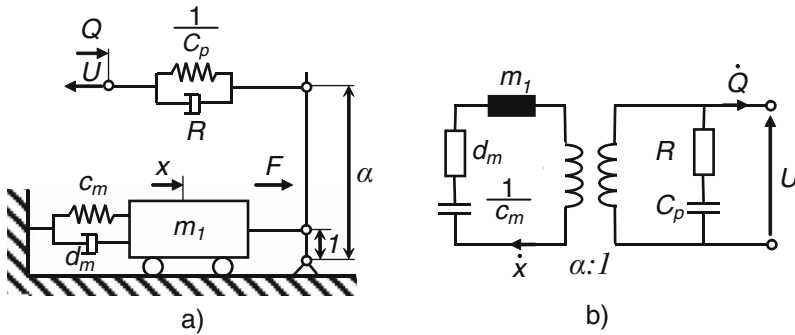 Q
U
1
C_p
R
x
F
α
c_m
m_1
d_m
1
a)
m_1
d_m
1
c_m
ẋ
α:1
Q̇
R
C_p
U
b)